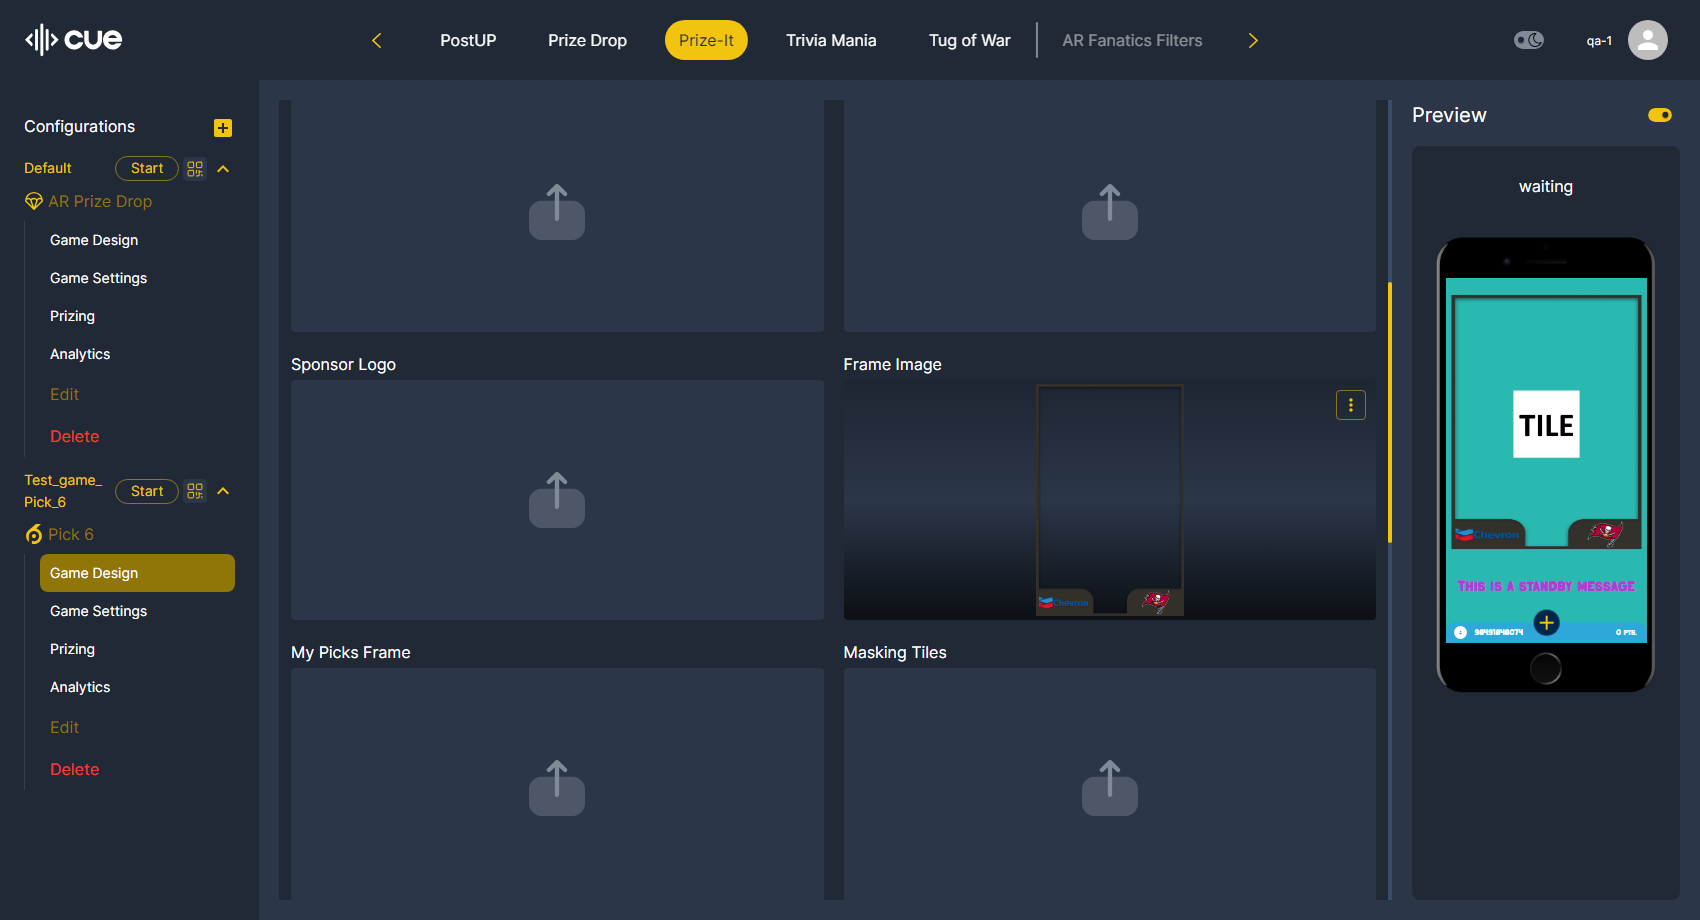 cue
PostUP
Prize Drop
Prize-It
Trivia Mania
Tug of War
AR Fanatics Filters
qa-1
Configurations
Default
Start
AR Prize Drop
Game Design
Game Settings
Prizing
Analytics
Edit
Delete
Test_game_
Pick_6
Start
Pick 6
Game Design
Game Settings
Prizing
Analytics
Edit
Delete
Sponsor Logo
Frame Image
Chevron
My Picks Frame
Masking Tiles
Preview
waiting
TILE
Chevron
THIS IS A STANDBY MESSAGE
0 PTS.